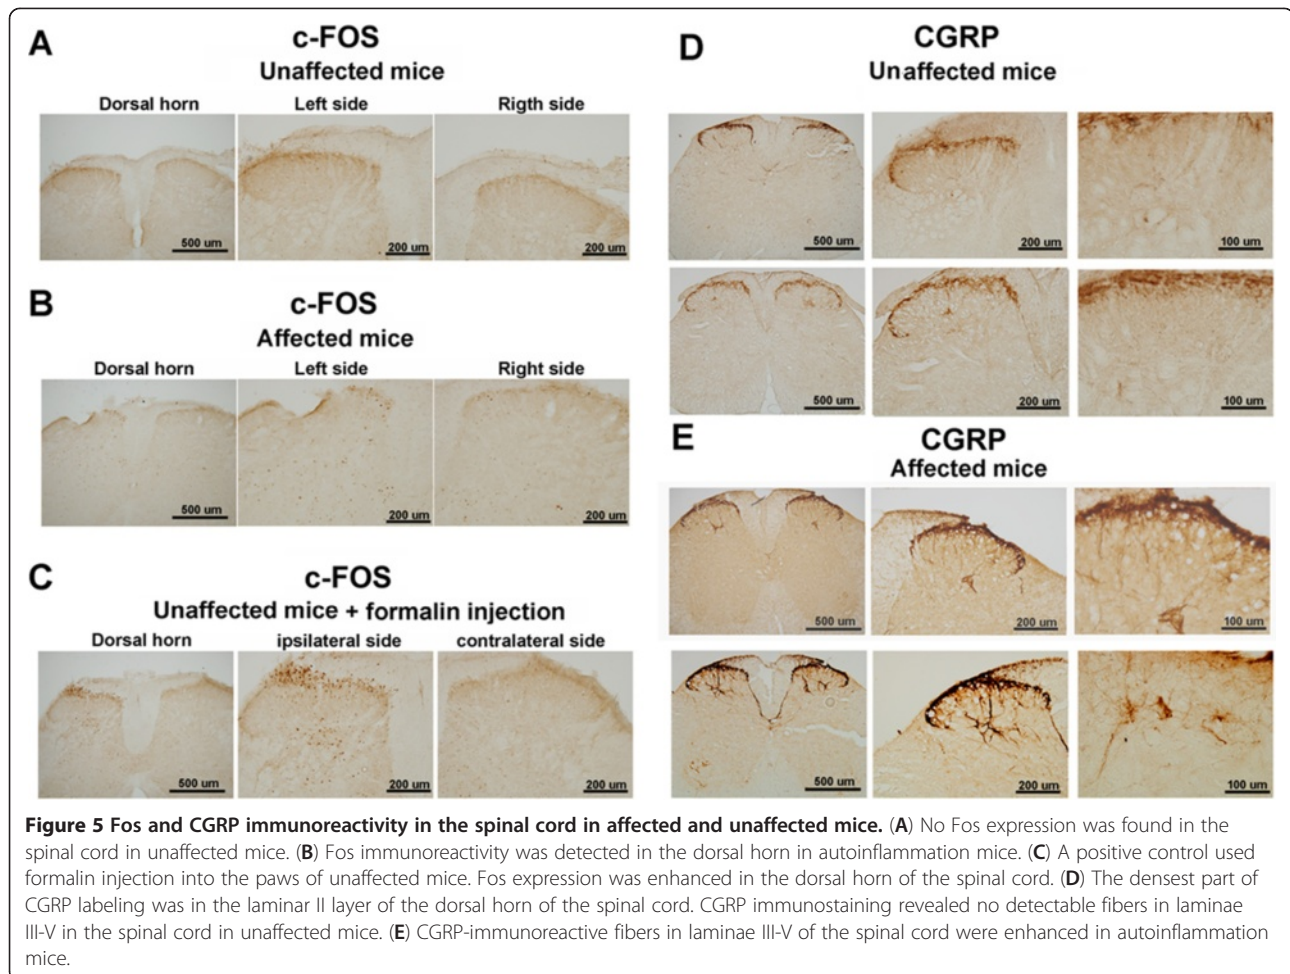 A
c-FOS
Unaffected mice
Dorsal horn Left side Rigth side
500 um 200 um 200 um
B
c-FOS
Affected mice
Dorsal horn Left side Right side
500 um 200 um 200 um
C
c-FOS
Unaffected mice + formalin injection
Dorsal horn ipsilateral side contralateral side
500 um 200 um 200 um
D
CGRP
Unaffected mice
500 um 200 um 100 um
500 um 200 um 100 um
E
CGRP
Affected mice
500 um 200 um 100 um
500 um 200 um 100 um
Figure 5 Fos and CGRP immunoreactivity in the spinal cord in affected and unaffected mice. (A) No Fos expression was found in the
spinal cord in unaffected mice. (B) Fos immunoreactivity was detected in the dorsal horn in autoinflammation mice. (C) A positive control used
formalin injection into the paws of unaffected mice. Fos expression was enhanced in the dorsal horn of the spinal cord. (D) The densest part of
CGRP labeling was in the laminar II layer of the dorsal horn of the spinal cord. CGRP immunostaining revealed no detectable fibers in laminae
III-V in the spinal cord in unaffected mice. (E) CGRP-immunoreactive fibers in laminae III-V of the spinal cord were enhanced in autoinflammation
mice.